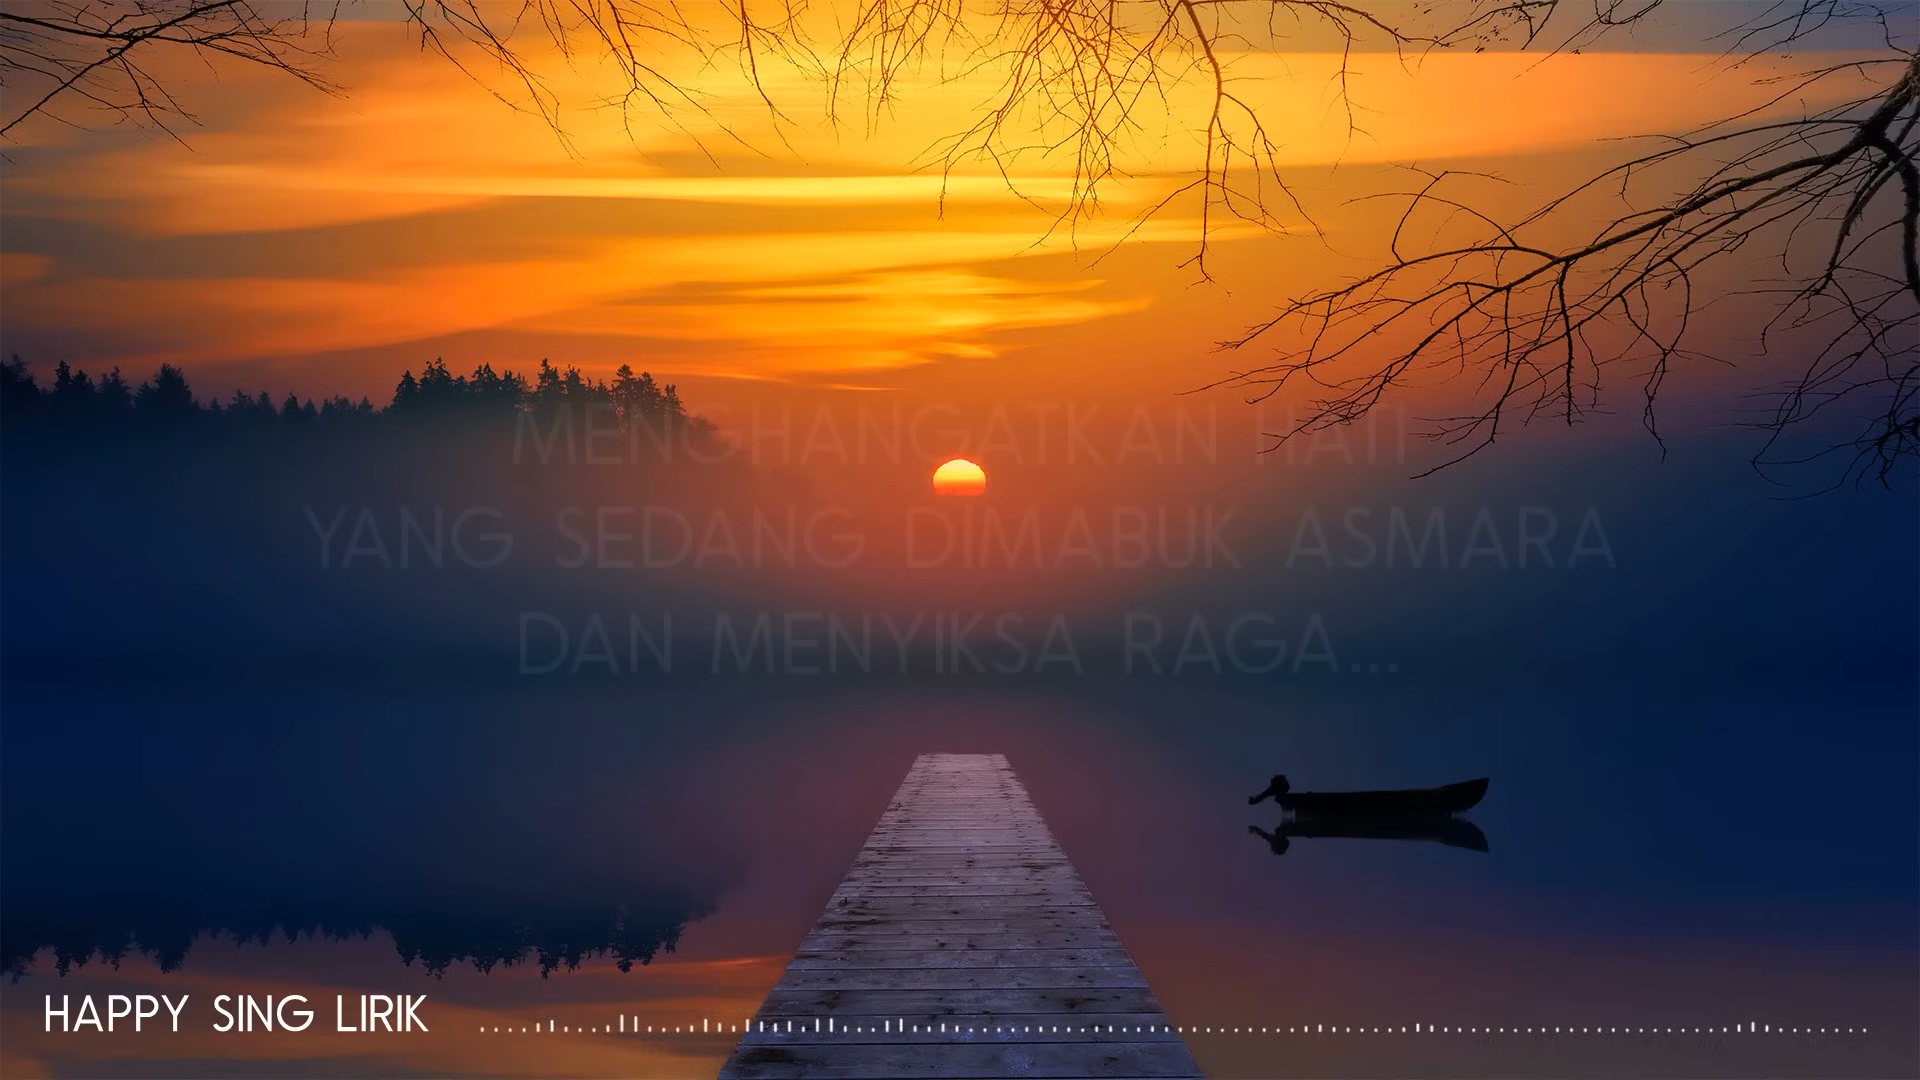 MENGHANGATKAN HATI
YANG SEDANG DIMABUK ASMARA
DAN MENYIKSA RAGA...
HAPPY SING LIRIK